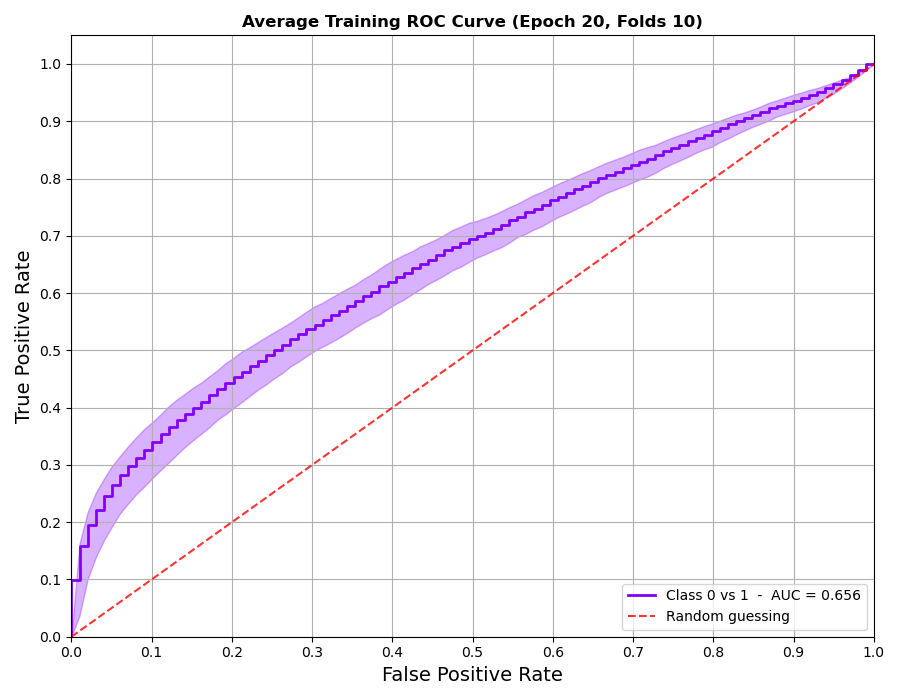 Average Training ROC Curve (Epoch 20, Folds 10)
True Positive Rate
1.0
0.9
0.8
0.7
0.6
0.5
0.4
0.3
0.2
0.1
0.0
Class 0 vs 1 - AUC = 0.656
Random guessing
0.0 0.1 0.2 0.3 0.4 0.5 0.6 0.7 0.8 0.9 1.0
False Positive Rate